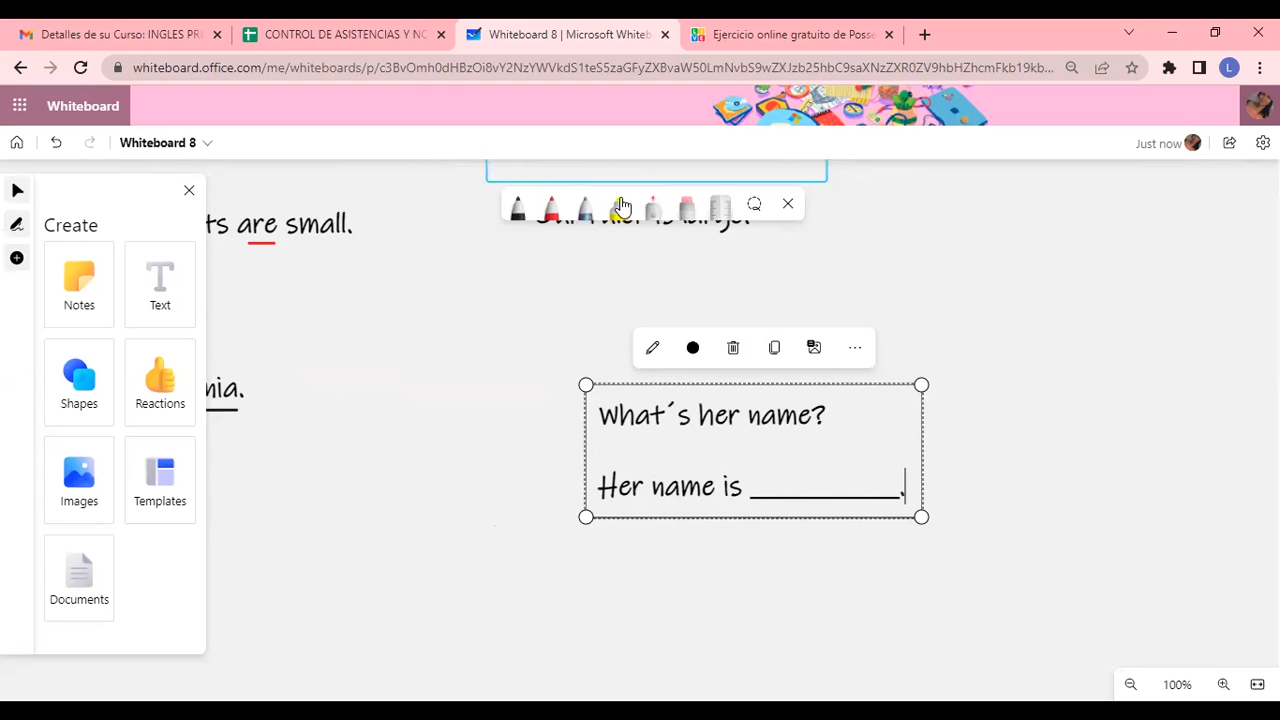 Detalles de su Curso: INGLES PR
CONTROL DE ASISTENCIAS Y NC
Whiteboard 8 | Microsoft Whiteb
Ejercicio online gratuito de Posse
whiteboard.office.com/me/whiteboards/p/c3BvOmh0dHBzOi8vY2NzYWVkdS1teS5zaGFyZXBvaW50LmNvbS9wZXJzb25hbC9saXNzZXR0ZV9hbHZhcmFkb19kb...
L
Whiteboard
Whiteboard 8
Just now
Create
Notes
Text
Shapes
Reactions
Images
Templates
Documents
ts are small.
nia.
What´s her name?
Her name is ___________.
100%